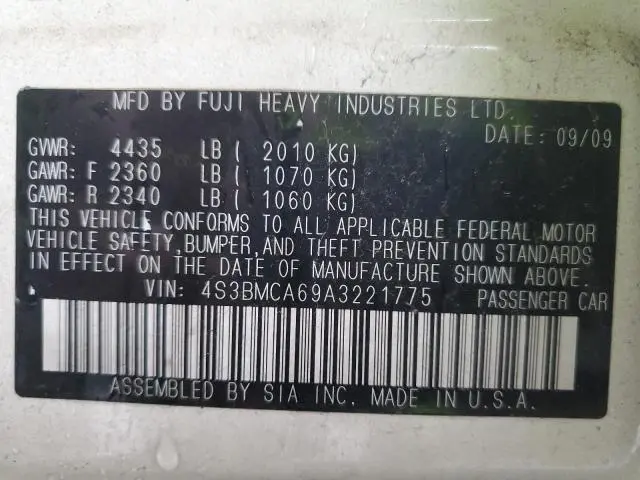 MFD BY FUJI HEAVY INDUSTRIES LTD.
DATE: 09/09
GVWR: 4435 LB ( 2010 KG)
GAWR: F 2360 LB ( 1070 KG)
GAWR: R 2340 LB ( 1060 KG)
THIS VEHICLE CONFORMS TO ALL APPLICABLE FEDERAL MOTOR
VEHICLE SAFETY, BUMPER, AND THEFT PREVENTION STANDARDS
IN EFFECT ON THE DATE OF MANUFACTURE SHOWN ABOVE.
VIN: 4S3BMCA69A3221775 PASSENGER CAR
ASSEMBLED BY SIA INC. MADE IN U.S.A.